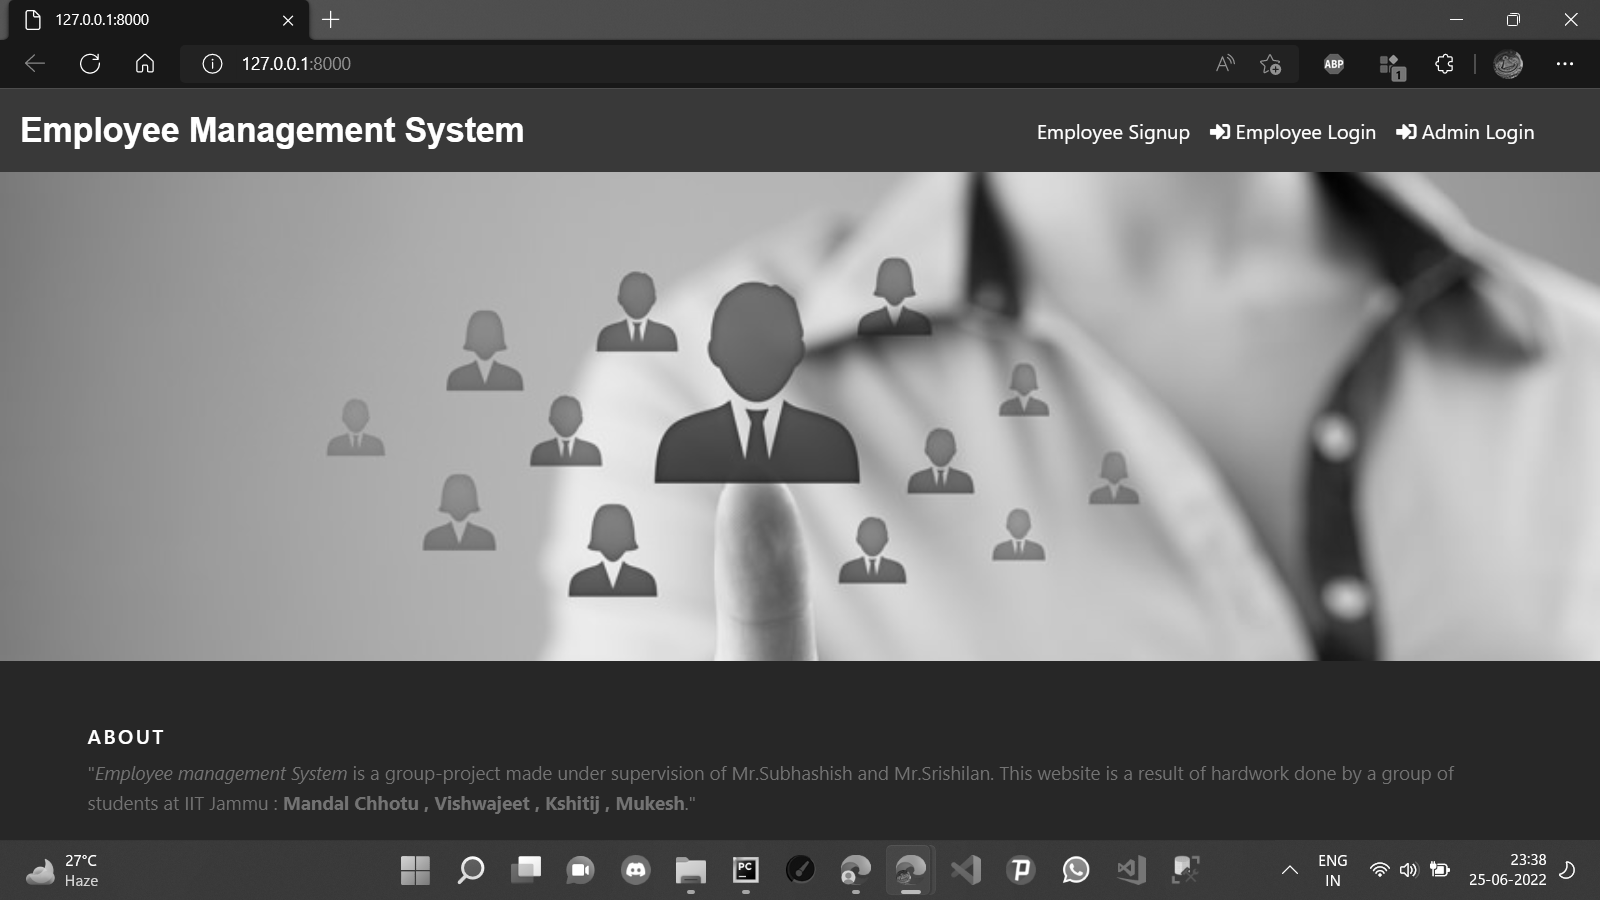 127.0.0.1:8000
127.0.0.1:8000
ABP
1
Employee Management System
Employee Signup Employee Login Admin Login
ABOUT
"Employee management System is a group-project made under supervision of Mr.Subhashish and Mr.Srishilan. This website is a result of hardwork done by a group of
students at IIT Jammu : Mandal Chhotu , Vishwajeet , Kshitij , Mukesh."
27°C
Haze
PC
ENG
IN
23:38
25-06-2022